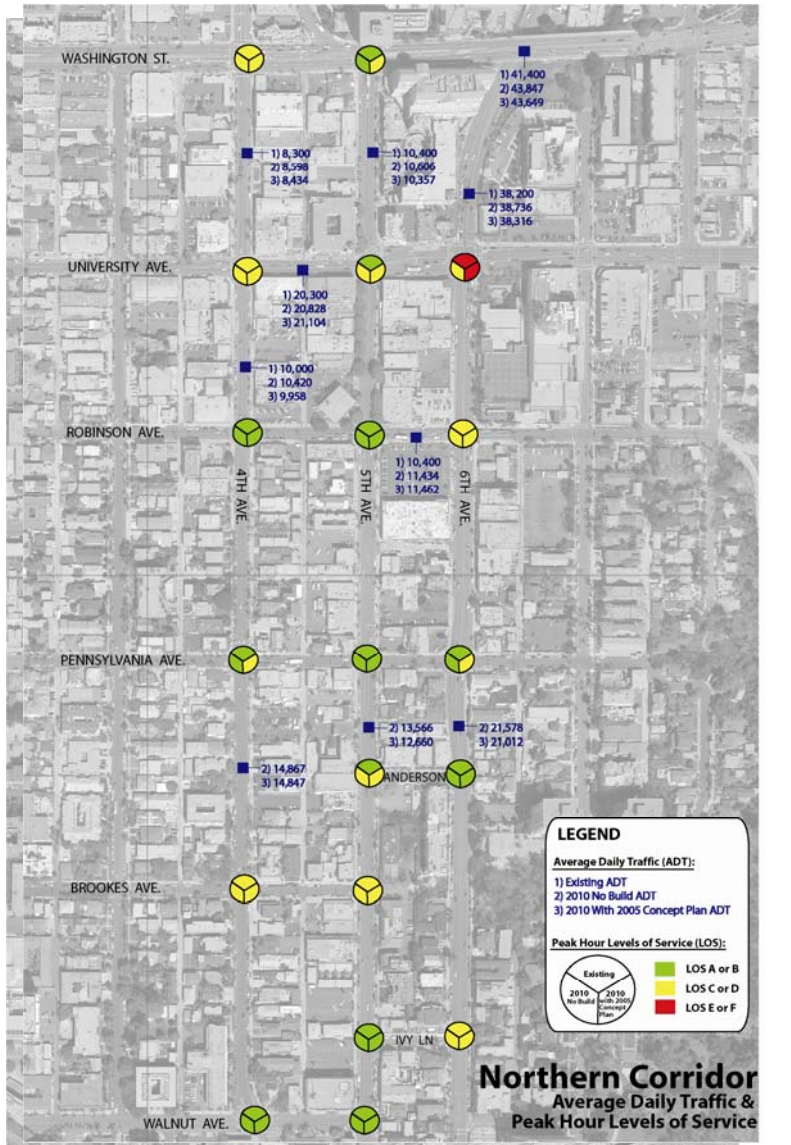 WASHINGTON ST.
1) 41,400
2) 43,847
3) 43,649
1) 8,300
2) 8,598
3) 8,434
1) 10,400
2) 10,606
3) 10,357
1) 38,200
2) 38,736
3) 38,316
UNIVERSITY AVE.
1) 20,300
2) 20,828
3) 21,104
1) 10,000
2) 10,420
3) 9,958
ROBINSON AVE.
1) 10,400
2) 11,434
3) 11,462
4TH AVE.
5TH AVE.
6TH AVE.
PENNSYLVANIA AVE.
2) 13,566
3) 12,660
2) 21,578
3) 21,012
2) 14,867
3) 14,847
ANDERSON
BROOKES AVE.
IVY LN
WALNUT AVE.
LEGEND
Average Daily Traffic (ADT):
1) Existing ADT
2) 2010 No Build ADT
3) 2010 With 2005 Concept Plan ADT
Peak Hour Levels of Service (LOS):
Existing
2010
No Build
2010
with 2005
Concept
Plan
LOS A or B
LOS C or D
LOS E or F
Northern Corridor
Average Daily Traffic &
Peak Hour Levels of Service